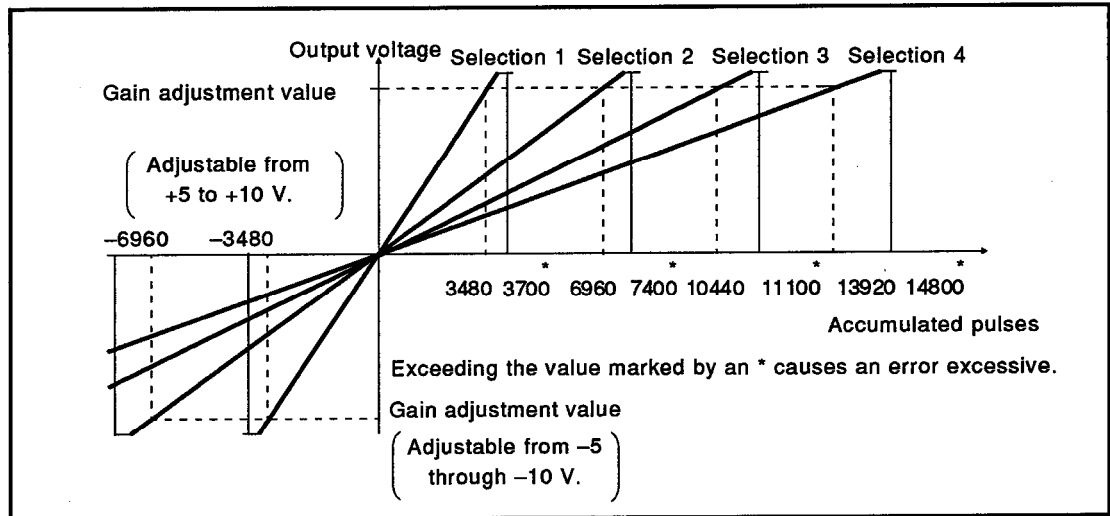 Output voltage
Selection 1 Selection 2 Selection 3 Selection 4
Gain adjustment value
Adjustable from
+5 to +10 V.
−6960 −3480
3480 3700* 6960 7400* 10440 11100* 13920 14800*
Accumulated pulses
Exceeding the value marked by an * causes an error excessive.
Gain adjustment value
Adjustable from −5
through −10 V.